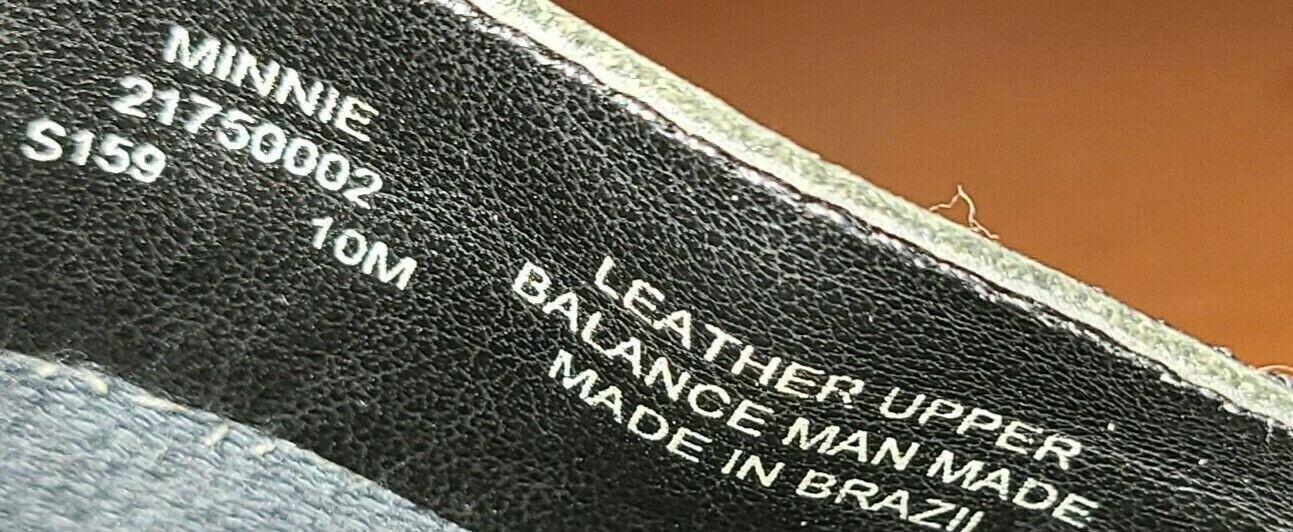 MINNIE
21750002
S159 10M
LEATHER UPPER
BALANCE MAN MADE
MADE IN BRAZIL